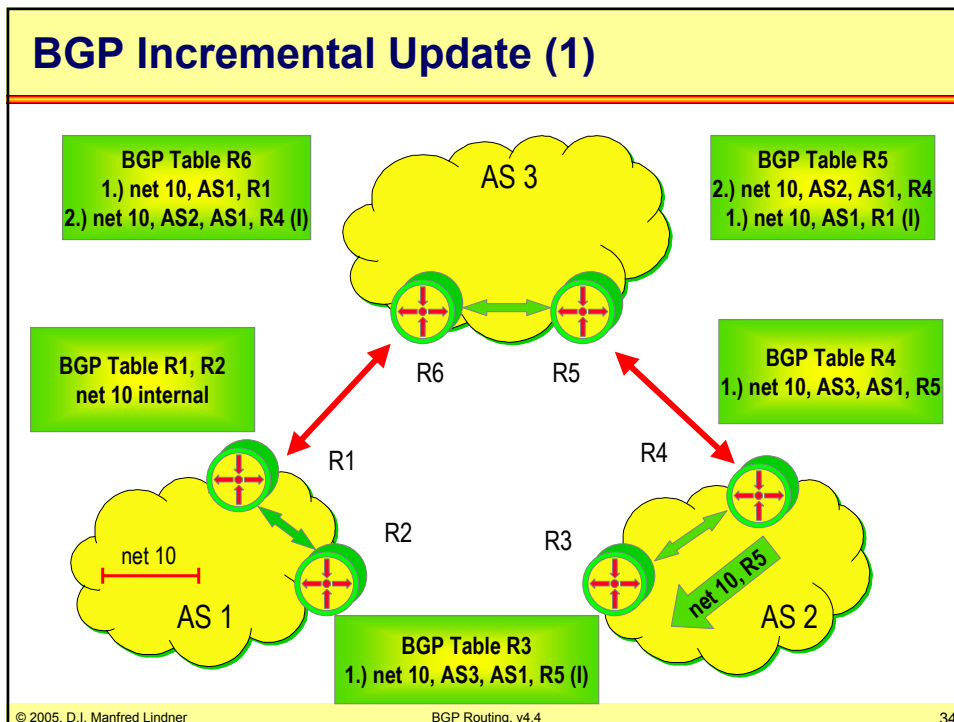 BGP Incremental Update (1)
BGP Table R6
1.) net 10, AS1, R1
2.) net 10, AS2, AS1, R4 (I)
AS 3
BGP Table R5
2.) net 10, AS2, AS1, R4
1.) net 10, AS1, R1 (I)
BGP Table R1, R2
net 10 internal
R6
R5
BGP Table R4
1.) net 10, AS3, AS1, R5
R1
R4
R2
R3
net 10
AS 1
net 10, R5
AS 2
BGP Table R3
1.) net 10, AS3, AS1, R5 (I)
© 2005, D.I. Manfred Lindner
BGP Routing, v4.4
34